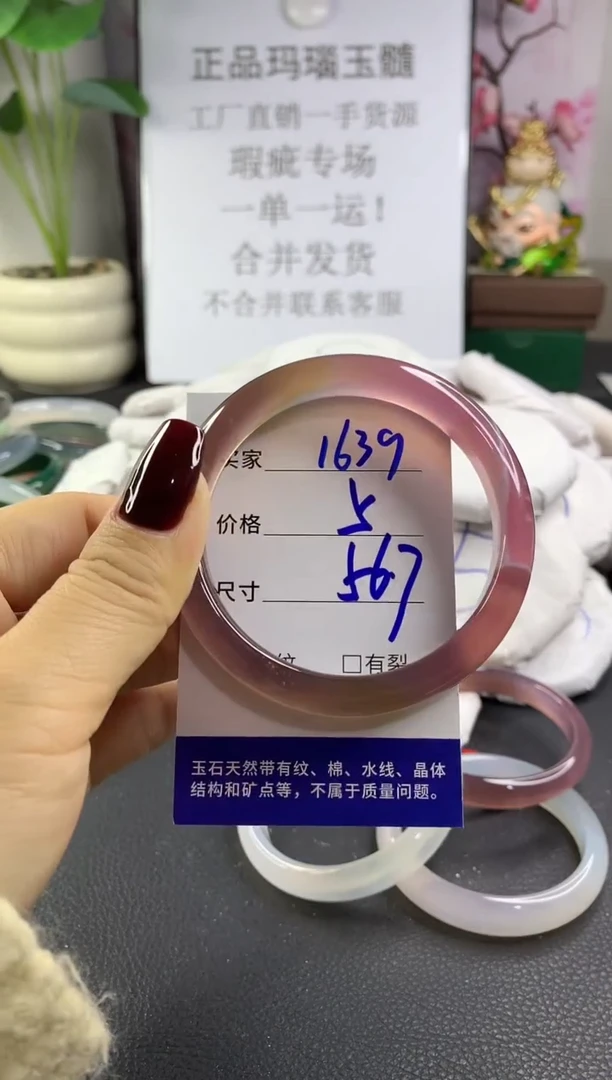 正品玛瑙玉髓
工厂直销一手货源
瑕疵专场
一单一运！
合并发货
不合并联系客服
买家 1639
价格 5
尺寸 567
纹 □有裂
玉石天然带有纹、棉、水线、晶体
结构和矿点等，不属于质量问题。